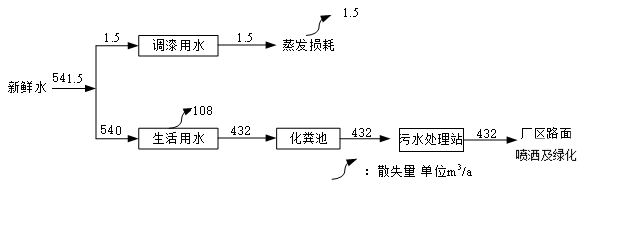 1.5
1.5 调漆用水 1.5 蒸发损耗
新鲜水 541.5
108
540 生活用水 432 化粪池 432 污水处理站 432 厂区路面
喷洒及绿化
：散失量 单位m³/a